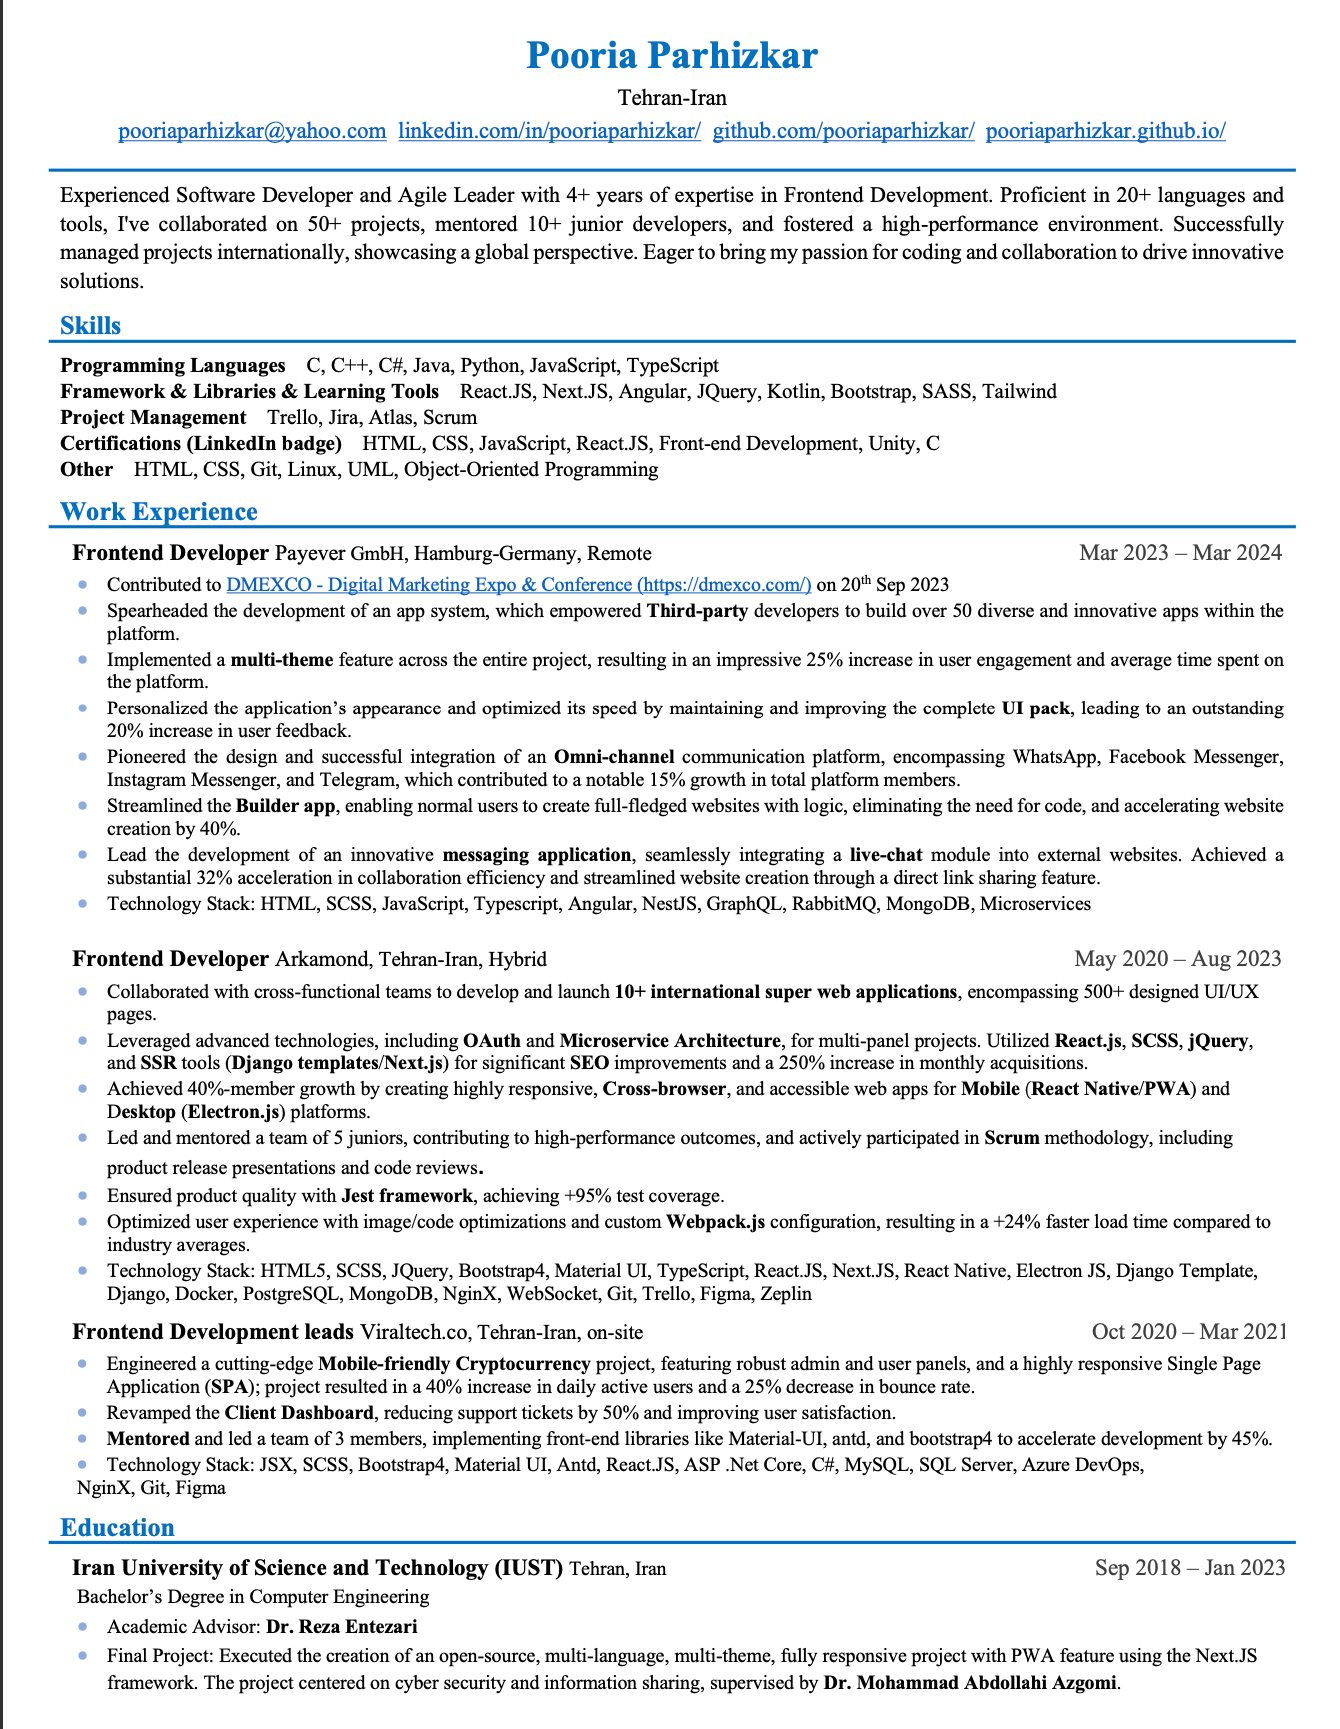 Pooria Parhizkar
Tehran-Iran
pooriaparhizkar@yahoo.com linkedin.com/in/pooriaparhizkar/ github.com/pooriaparhizkar/ pooriaparhizkar.github.io/
Experienced Software Developer and Agile Leader with 4+ years of expertise in Frontend Development. Proficient in 20+ languages and
tools, I've collaborated on 50+ projects, mentored 10+ junior developers, and fostered a high-performance environment. Successfully
managed projects internationally, showcasing a global perspective. Eager to bring my passion for coding and collaboration to drive innovative
solutions.
Skills
Programming Languages C, C++, C#, Java, Python, JavaScript, TypeScript
Framework & Libraries & Learning Tools React.JS, Next.JS, Angular, JQuery, Kotlin, Bootstrap, SASS, Tailwind
Project Management Trello, Jira, Atlas, Scrum
Certifications (LinkedIn badge) HTML, CSS, JavaScript, React.JS, Front-end Development, Unity, C
Other HTML, CSS, Git, Linux, UML, Object-Oriented Programming
Work Experience
Frontend Developer Payever GmbH, Hamburg-Germany, Remote Mar 2023 – Mar 2024
• Contributed to DMEXCO - Digital Marketing Expo & Conference (https://dmexco.com/) on 20th Sep 2023
• Spearheaded the development of an app system, which empowered Third-party developers to build over 50 diverse and innovative apps within the
platform.
• Implemented a multi-theme feature across the entire project, resulting in an impressive 25% increase in user engagement and average time spent on
the platform.
• Personalized the application’s appearance and optimized its speed by maintaining and improving the complete UI pack, leading to an outstanding
20% increase in user feedback.
• Pioneered the design and successful integration of an Omni-channel communication platform, encompassing WhatsApp, Facebook Messenger,
Instagram Messenger, and Telegram, which contributed to a notable 15% growth in total platform members.
• Streamlined the Builder app, enabling normal users to create full-fledged websites with logic, eliminating the need for code, and accelerating website
creation by 40%.
• Lead the development of an innovative messaging application, seamlessly integrating a live-chat module into external websites. Achieved a
substantial 32% acceleration in collaboration efficiency and streamlined website creation through a direct link sharing feature.
• Technology Stack: HTML, SCSS, JavaScript, Typescript, Angular, NestJS, GraphQL, RabbitMQ, MongoDB, Microservices
Frontend Developer Arkamond, Tehran-Iran, Hybrid May 2020 – Aug 2023
• Collaborated with cross-functional teams to develop and launch 10+ international super web applications, encompassing 500+ designed UI/UX
pages.
• Leveraged advanced technologies, including OAuth and Microservice Architecture, for multi-panel projects. Utilized React.js, SCSS, jQuery,
and SSR tools (Django templates/Next.js) for significant SEO improvements and a 250% increase in monthly acquisitions.
• Achieved 40%-member growth by creating highly responsive, Cross-browser, and accessible web apps for Mobile (React Native/PWA) and
Desktop (Electron.js) platforms.
• Led and mentored a team of 5 juniors, contributing to high-performance outcomes, and actively participated in Scrum methodology, including
product release presentations and code reviews.
• Ensured product quality with Jest framework, achieving +95% test coverage.
• Optimized user experience with image/code optimizations and custom Webpack.js configuration, resulting in a +24% faster load time compared to
industry averages.
• Technology Stack: HTML5, SCSS, JQuery, Bootstrap4, Material UI, TypeScript, React.JS, Next.JS, React Native, Electron JS, Django Template,
Django, Docker, PostgreSQL, MongoDB, NginX, WebSocket, Git, Trello, Figma, Zeplin
Frontend Development leads Viraltech.co, Tehran-Iran, on-site Oct 2020 – Mar 2021
• Engineered a cutting-edge Mobile-friendly Cryptocurrency project, featuring robust admin and user panels, and a highly responsive Single Page
Application (SPA); project resulted in a 40% increase in daily active users and a 25% decrease in bounce rate.
• Revamped the Client Dashboard, reducing support tickets by 50% and improving user satisfaction.
• Mentored and led a team of 3 members, implementing front-end libraries like Material-UI, antd, and bootstrap4 to accelerate development by 45%.
• Technology Stack: JSX, SCSS, Bootstrap4, Material UI, Antd, React.JS, ASP .Net Core, C#, MySQL, SQL Server, Azure DevOps,
NginX, Git, Figma
Education
Iran University of Science and Technology (IUST) Tehran, Iran Sep 2018 – Jan 2023
Bachelor’s Degree in Computer Engineering
• Academic Advisor: Dr. Reza Entezari
• Final Project: Executed the creation of an open-source, multi-language, multi-theme, fully responsive project with PWA feature using the Next.JS
framework. The project centered on cyber security and information sharing, supervised by Dr. Mohammad Abdollahi Azgomi.